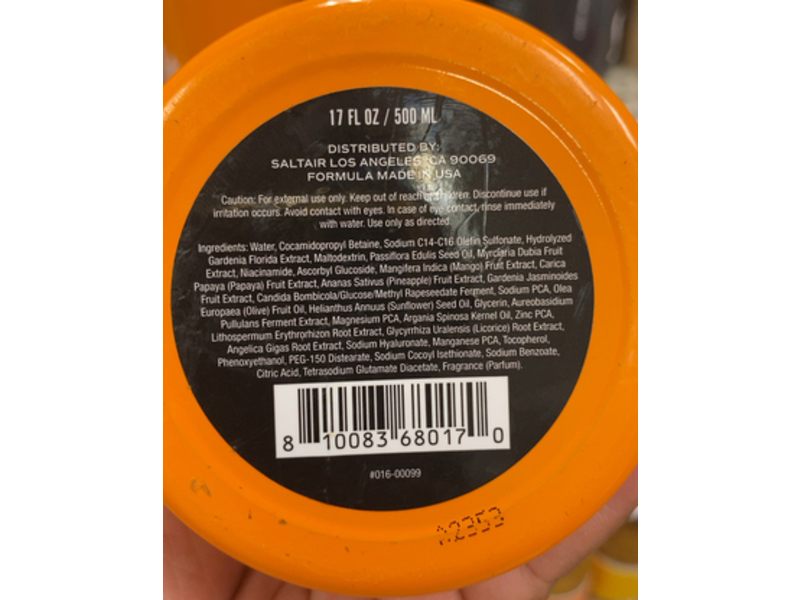 17 FL OZ / 500 ML
DISTRIBUTED BY:
SALTAIR LOS ANGELES, CA 90069
FORMULA MADE IN USA
Caution: For external use only. Keep out of reach of children. Discontinue use if
irritation occurs. Avoid contact with eyes. In case of eye contact, rinse immediately
with water. Use only as directed.
Ingredients: Water, Cocamidopropyl Betaine, Sodium C14-C16 Olefin Sulfonate, Hydrolyzed
Gardenia Florida Extract, Maltodextrin, Passiflora Edulis Seed Oil, Myrciaria Dubia Fruit
Extract, Niacinamide, Ascorbyl Glucoside, Mangifera Indica (Mango) Fruit Extract, Carica
Papaya (Papaya) Fruit Extract, Ananas Sativus (Pineapple) Fruit Extract, Gardenia Jasminoides
Fruit Extract, Candida Bombicola/Glucose/Methyl Rapeseedate Ferment, Sodium PCA, Olea
Europaea (Olive) Fruit Oil, Helianthus Annuus (Sunflower) Seed Oil, Glycerin, Aureobasidium
Pullulans Ferment Extract, Magnesium PCA, Argania Spinosa Kernel Oil, Zinc PCA,
Lithospermum Erythrorhizon Root Extract, Glycyrrhiza Uralensis (Licorice) Root Extract,
Angelica Gigas Root Extract, Sodium Hyaluronate, Manganese PCA, Tocopherol,
Phenoxyethanol, PEG-150 Distearate, Sodium Cocoyl Isethionate, Sodium Benzoate,
Citric Acid, Tetrasodium Glutamate Diacetate, Fragrance (Parfum).
8 10083 68017 0
#016-00099
A2353